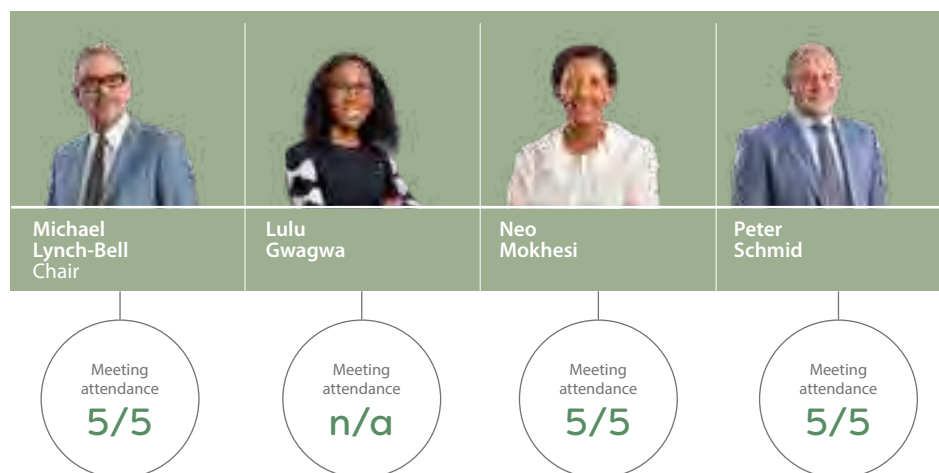 Michael
Lynch-Bell
Chair
Lulu
Gwagwa
Neo
Mokhesi
Peter
Schmid
Meeting
attendance
5/5
Meeting
attendance
n/a
Meeting
attendance
5/5
Meeting
attendance
5/5